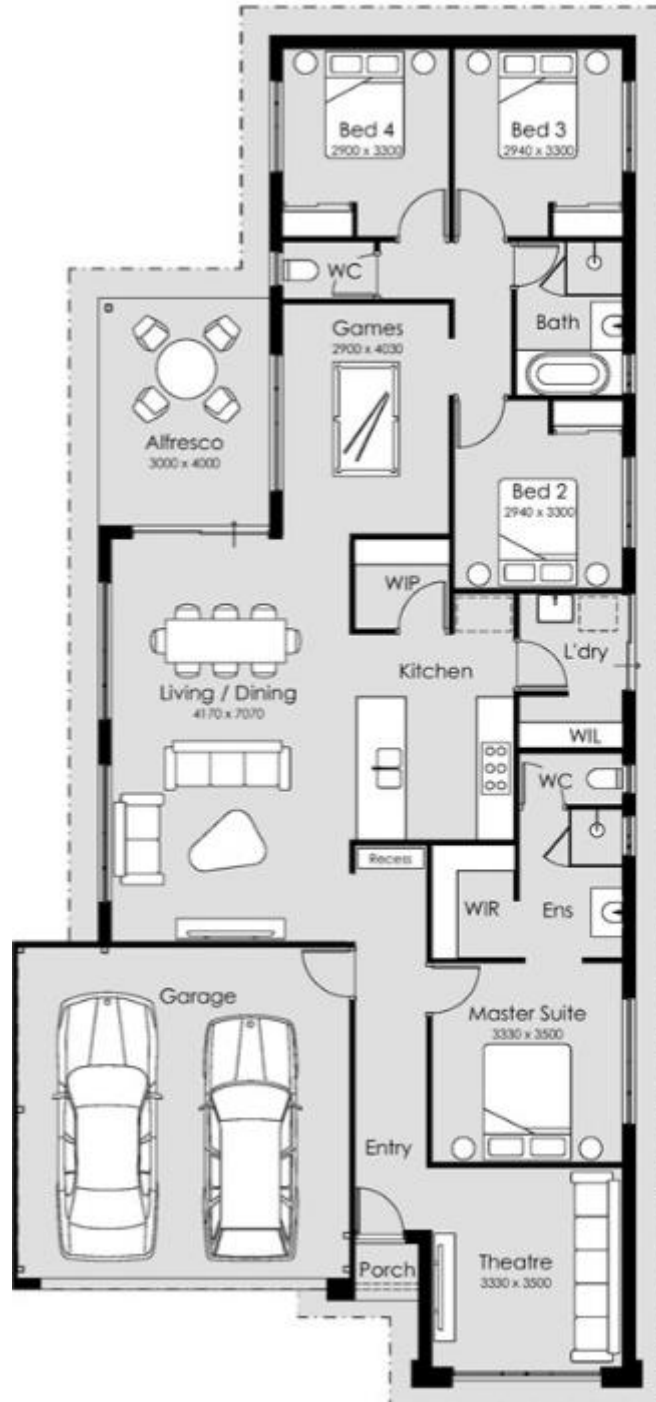 Bed 4
2900 x 3300
Bed 3
2940 x 3300
WC
Bath
Games
2900 x 4030
Alfresco
3000 x 4000
Bed 2
2940 x 3300
WIP
L'dry
Kitchen
Living / Dining
4170 x 7070
WIL
WC
Recess
WIR
Ens
Garage
Master Suite
3330 x 3500
Entry
Porch
Theatre
3330 x 3500